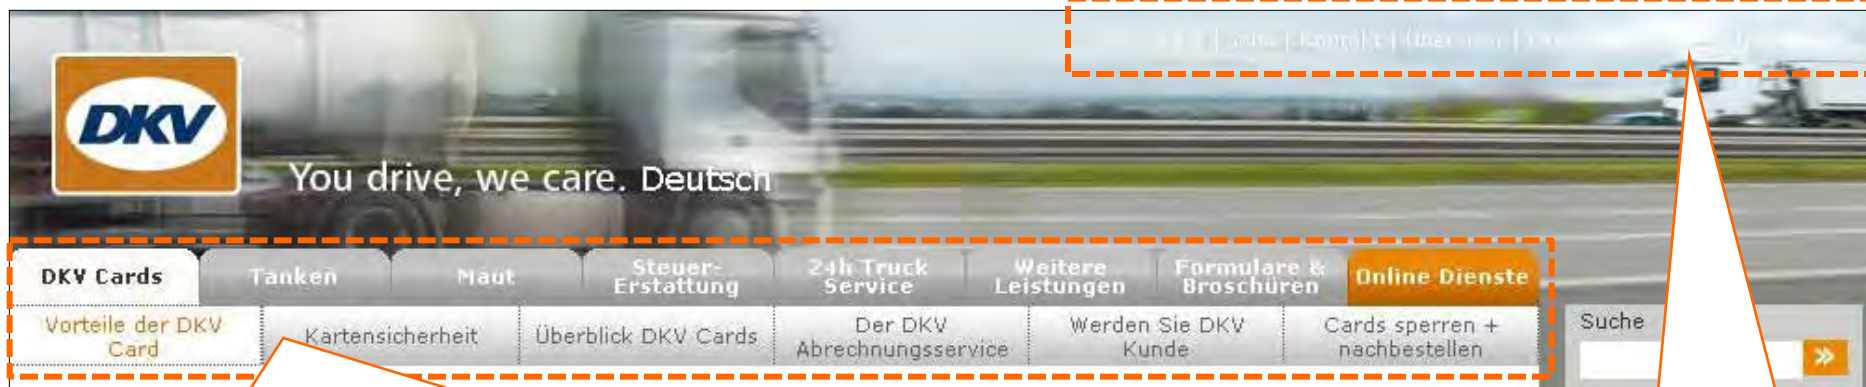 Kontakt |
DKV
You drive, we care. Deutsch
DKV Cards
Tanken
Maut
Steuer-
Erstattung
24h Truck
Service
Weitere
Leistungen
Formulare &
Broschüren
Online Dienste
Vorteile der DKV
Card
Kartensicherheit
Überblick DKV Cards
Der DKV
Abrechnungsservice
Werden Sie DKV
Kunde
Cards sperren +
nachbestellen
Suche